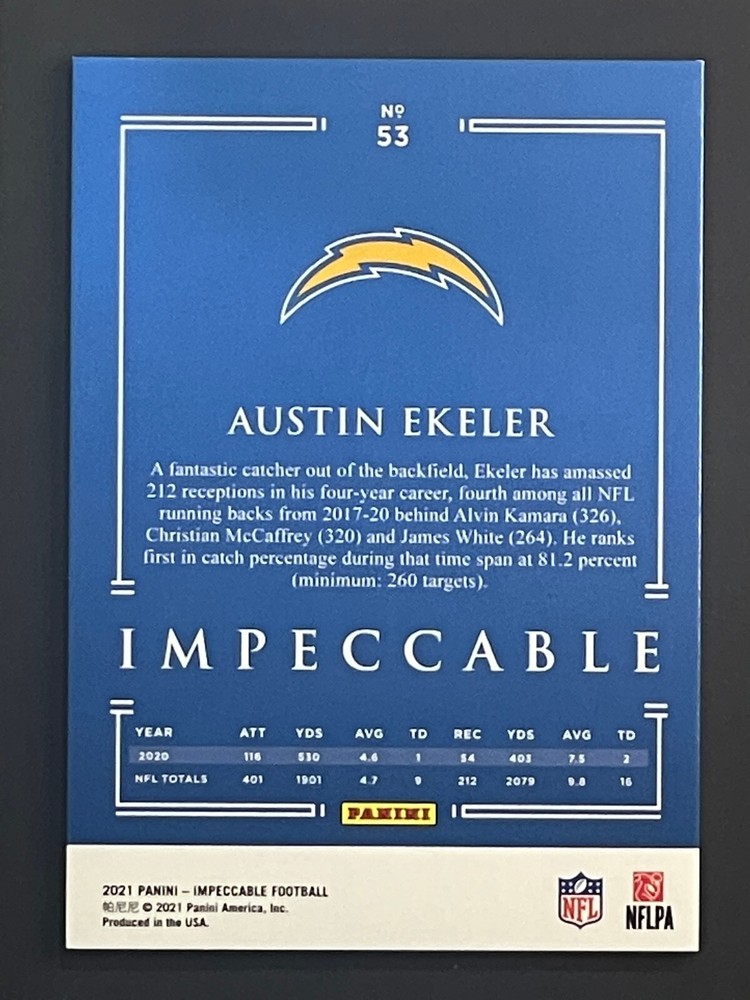 Nº
53
AUSTIN EKELER
A fantastic catcher out of the backfield, Ekeler has amassed
212 receptions in his four-year career, fourth among all NFL
running backs from 2017-20 behind Alvin Kamara (326),
Christian McCaffrey (320) and James White (264). He ranks
first in catch percentage during that time span at 81.2 percent
(minimum: 260 targets).
IMPECCABLE
YEAR ATT YDS AVG TD REC YDS AVG TD
2020 116 530 4.6 1 54 403 7.5 2
NFL TOTALS 401 1901 4.7 9 212 2079 9.8 16
PANINI
2021 PANINI – IMPECCABLE FOOTBALL
帕尼尼 © 2021 Panini America, Inc.
Produced in the USA.
NFL
NFLPA